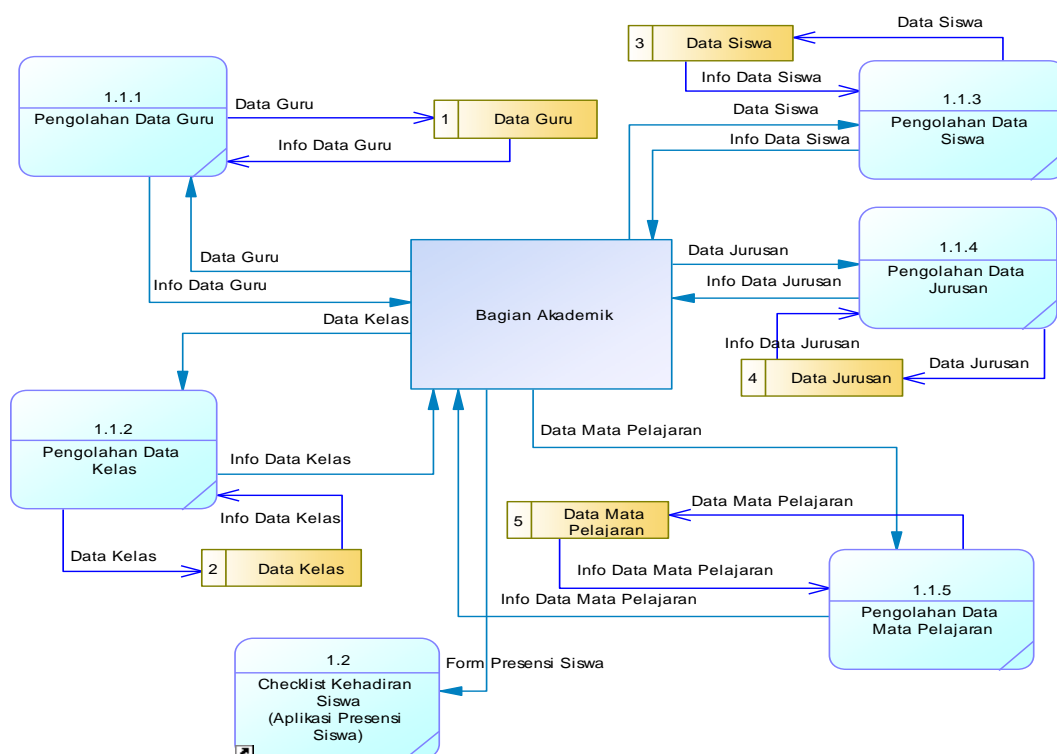 Data Siswa
3
Data Siswa
Info Data Siswa
1.1.1
Pengolahan Data Guru
Data Guru
1
Data Guru
Info Data Guru
Data Siswa
Info Data Siswa
1.1.3
Pengolahan Data
Siswa
Data Guru
Info Data Guru
Data Kelas
Bagian Akademik
Data Jurusan
Info Data Jurusan
1.1.4
Pengolahan Data
Jurusan
Info Data Jurusan
Data Jurusan
4
Data Jurusan
1.1.2
Pengolahan Data
Kelas
Info Data Kelas
Info Data Kelas
Data Kelas
2
Data Kelas
Data Mata Pelajaran
5
Data Mata
Pelajaran
Data Mata Pelajaran
Info Data Mata Pelajaran
Info Data Mata Pelajaran
1.1.5
Pengolahan Data
Mata Pelajaran
Form Presensi Siswa
1.2
Checklist Kehadiran
Siswa
(Aplikasi Presensi
Siswa)